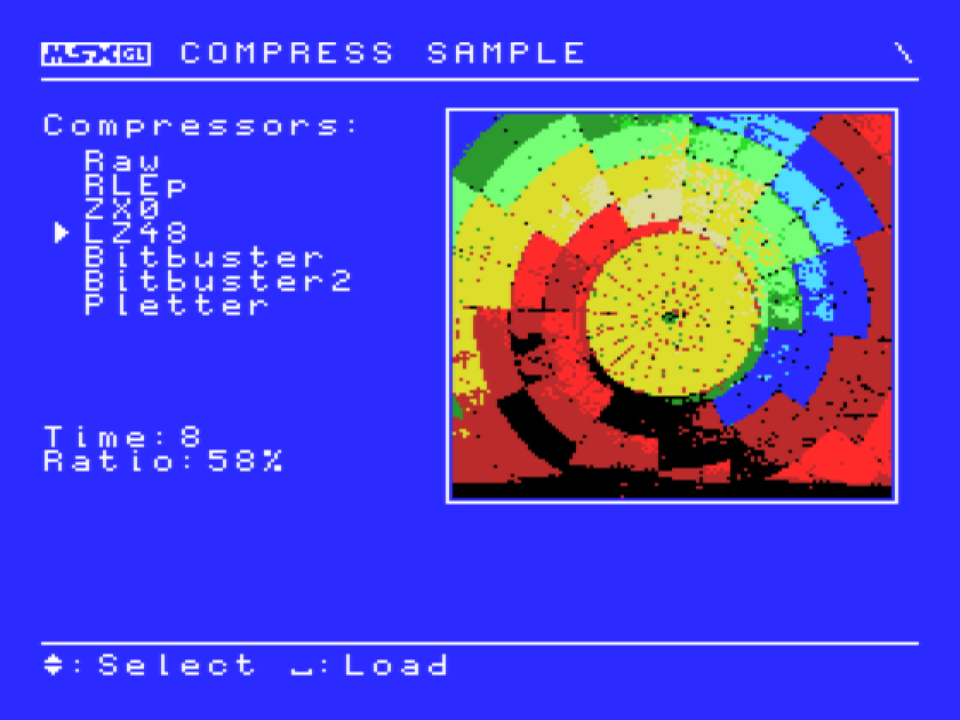 MSXGL COMPRESS SAMPLE \
Compressors:
Raw
RLEp
ZX0
LZ48
Bitbuster
Bitbuster2
Pletter
Time:8
Ratio:58%
:Select ⎵:Load